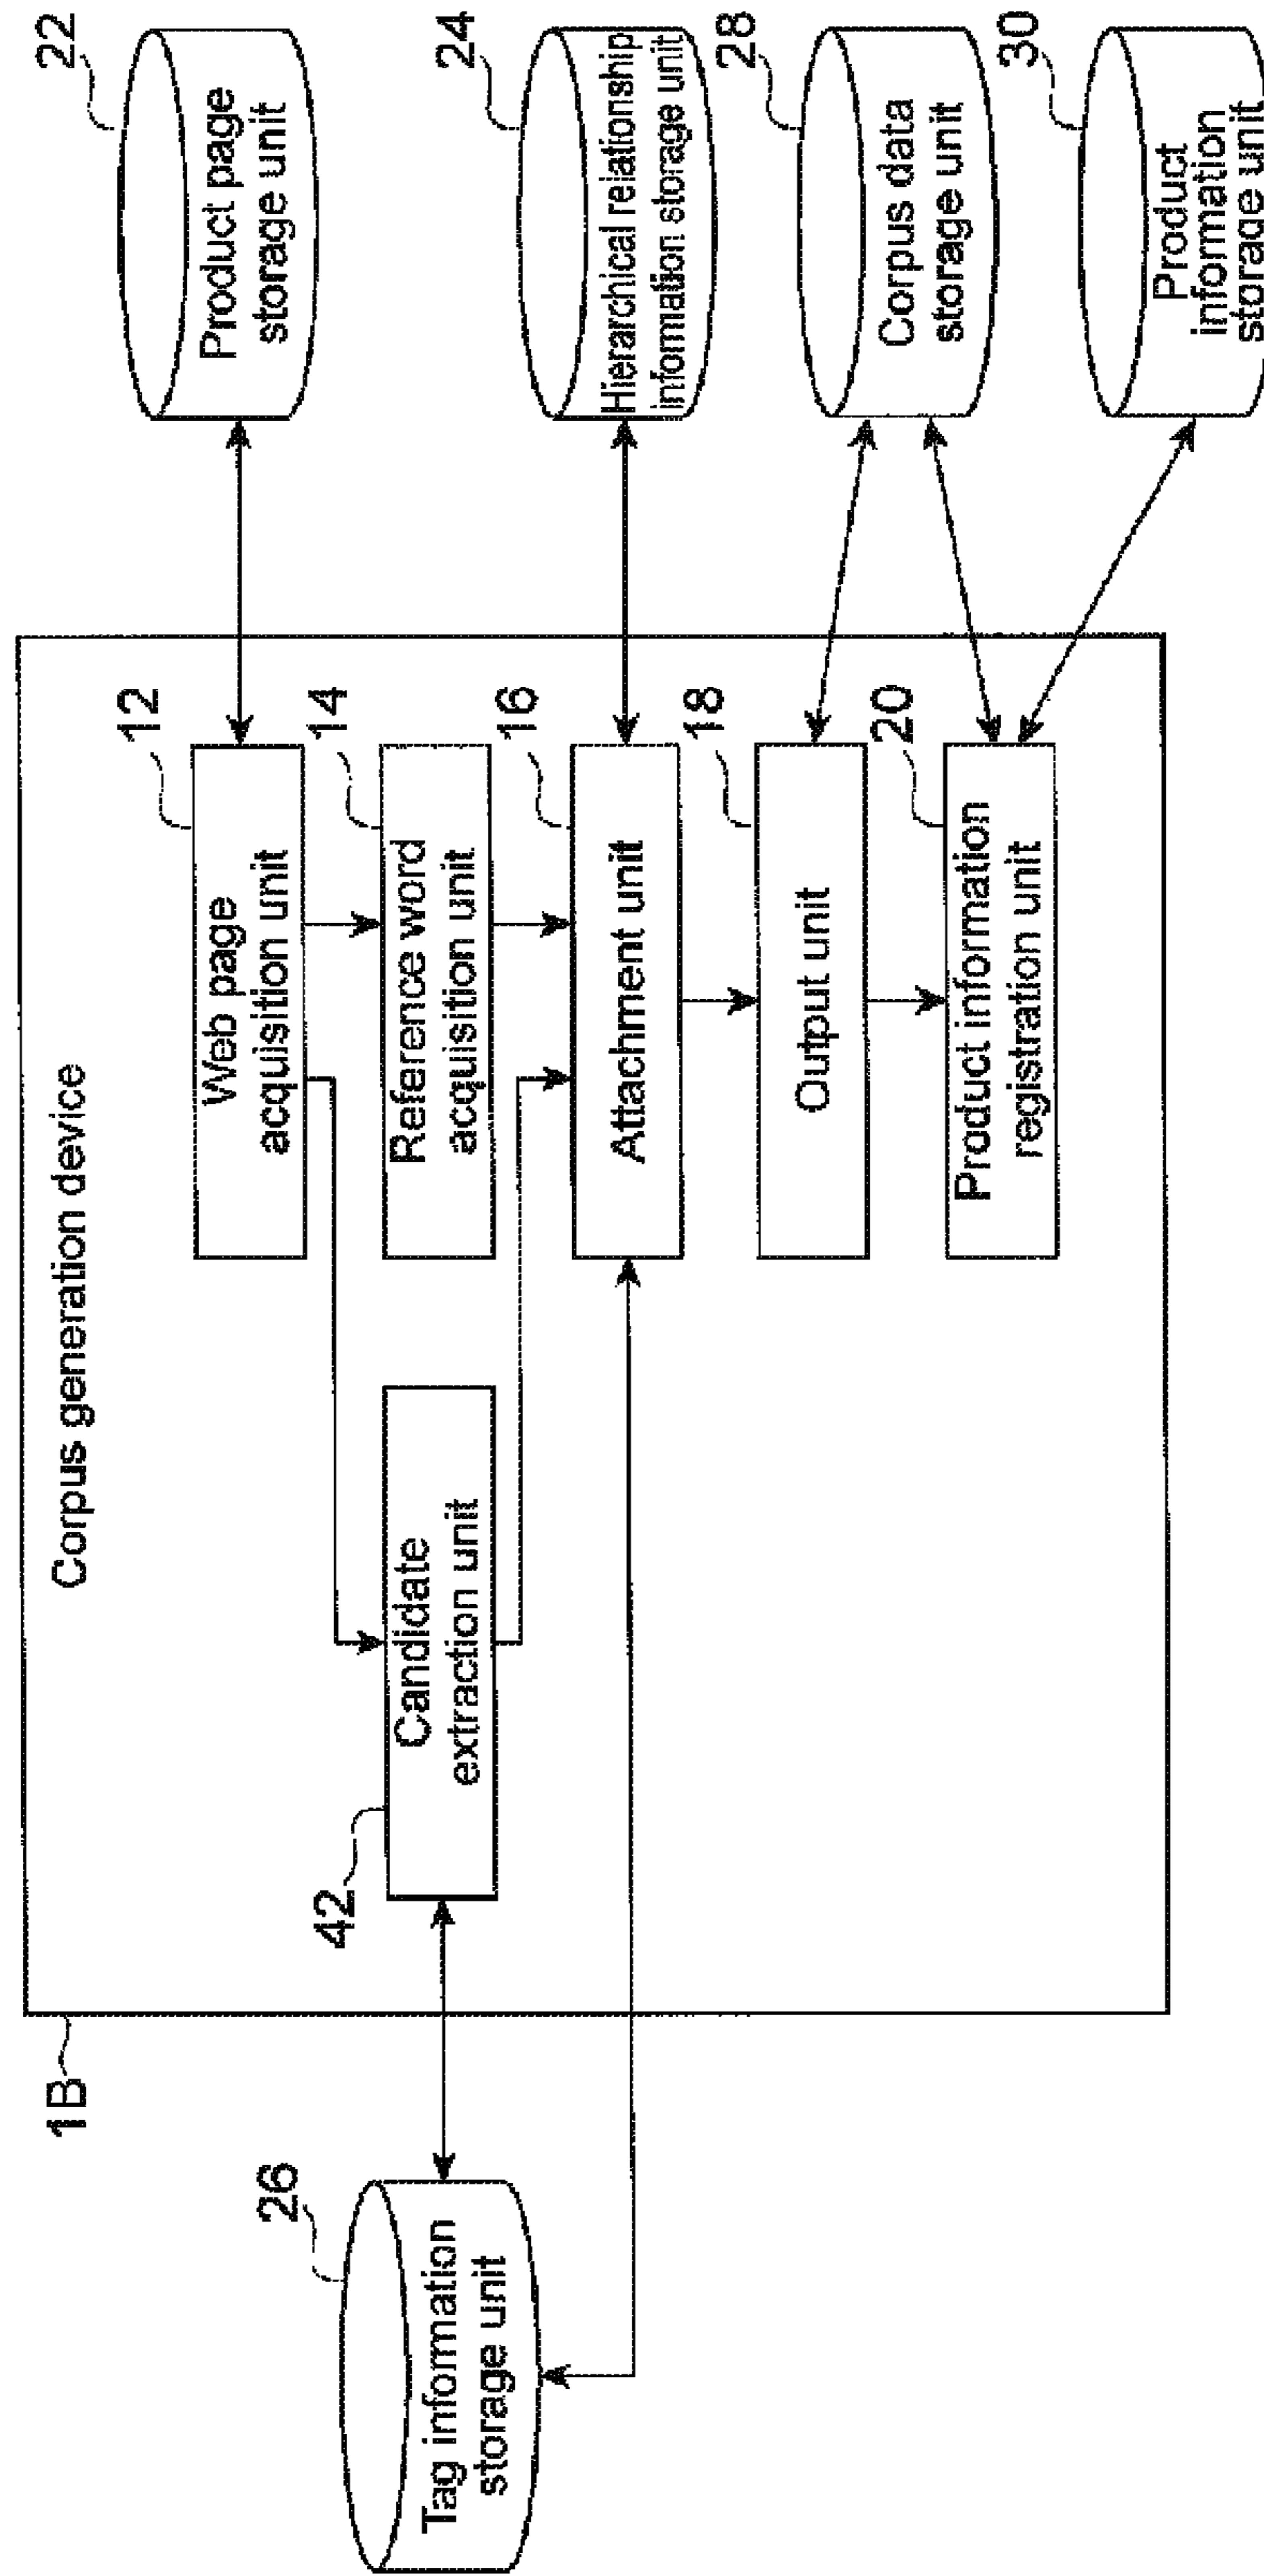 Corpus generation device
1B
12
Web page
acquisition unit
14
Reference word
acquisition unit
42
Candidate
extraction unit
16
Attachment unit
18
Output unit
20
Product information
registration unit
26
Tag information
storage unit
22
Product page
storage unit
24
Hierarchical relationship
information storage unit
28
Corpus data
storage unit
30
Product
information
storage unit